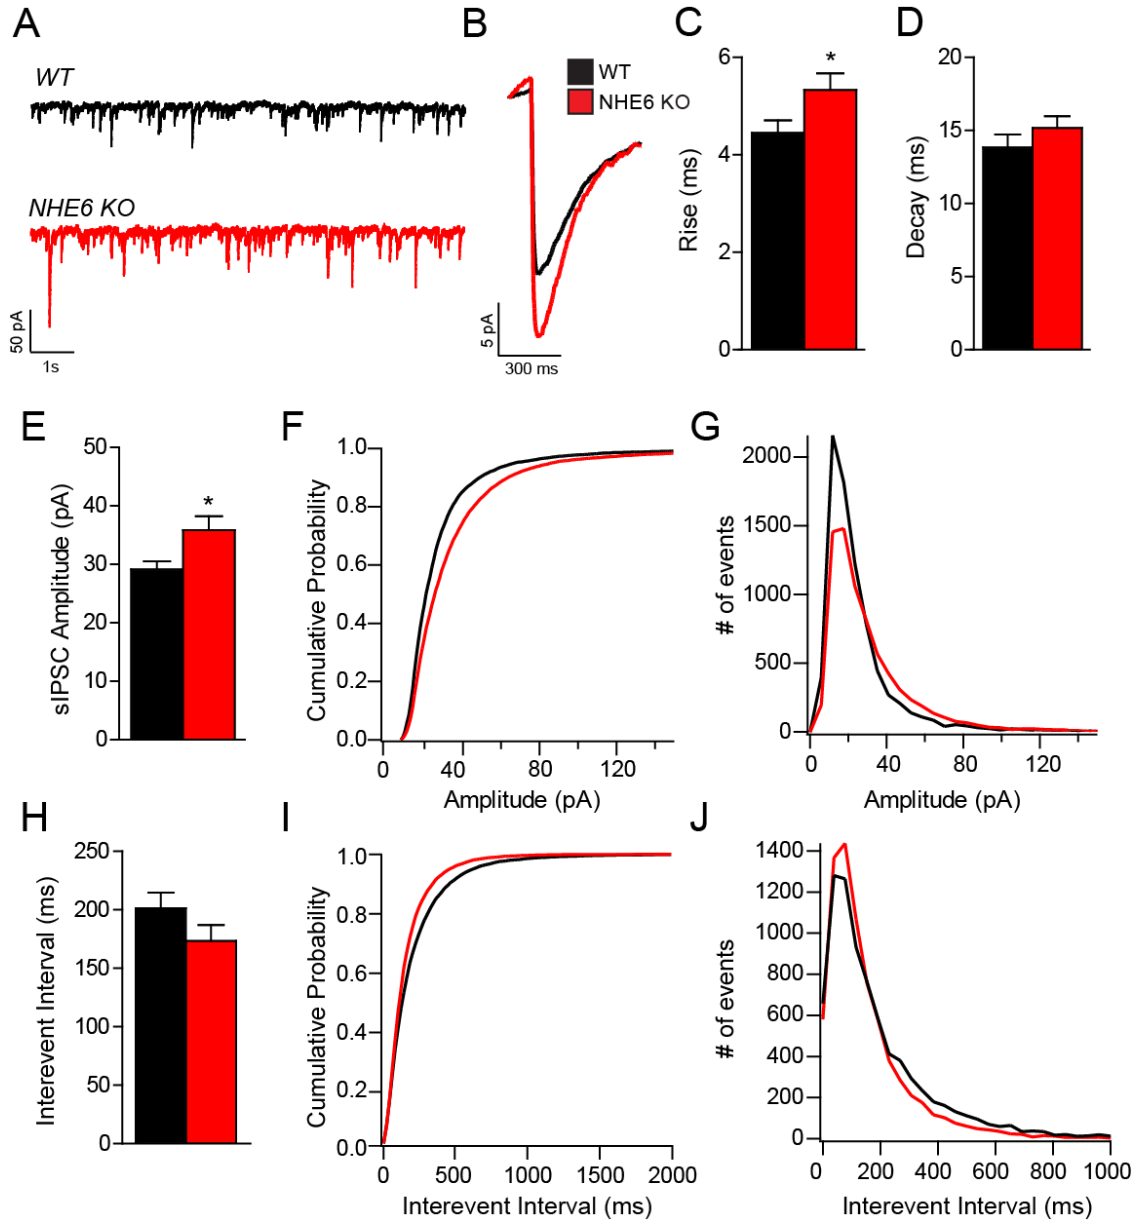 A
WT
NHE6 KO
50 pA
1s
B
WT
NHE6 KO
5 pA
300 ms
C
*
6
4
2
0
Rise (ms)
D
20
15
10
5
0
Decay (ms)
E
*
50
40
30
20
10
0
sIPSC Amplitude (pA)
F
1.0
0.8
0.6
0.4
0.2
0.0
Cumulative Probability
40
80
120
Amplitude (pA)
G
2000
1500
1000
500
0
# of events
0
40
80
120
Amplitude (pA)
H
250
200
150
100
50
0
Interevent Interval (ms)
I
1.0
0.8
0.6
0.4
0.2
0.0
Cumulative Probability
0
500
1000
1500
2000
Interevent Interval (ms)
J
1400
1200
1000
800
600
400
200
0
# of events
0
200
400
600
800
1000
Interevent Interval (ms)